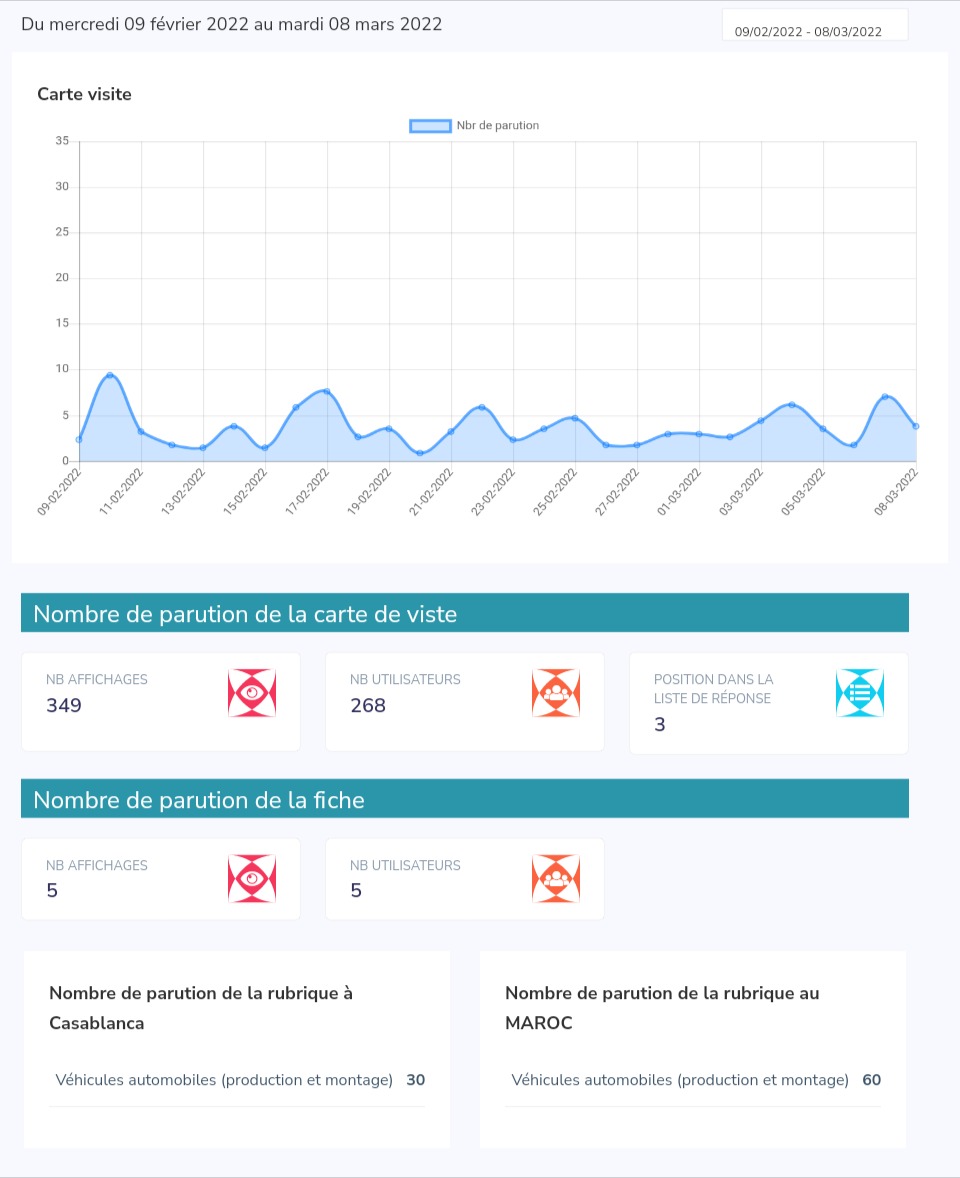 Du mercredi 09 février 2022 au mardi 08 mars 2022
09/02/2022 - 08/03/2022
Carte visite
Nbr de parution
35
30
25
20
15
10
5
0
09-02-2022
11-02-2022
13-02-2022
15-02-2022
17-02-2022
19-02-2022
21-02-2022
23-02-2022
25-02-2022
27-02-2022
01-03-2022
03-03-2022
05-03-2022
08-03-2022
Nombre de parution de la carte de viste
NB AFFICHAGES
349
NB UTILISATEURS
268
POSITION DANS LA
LISTE DE RÉPONSE
3
Nombre de parution de la fiche
NB AFFICHAGES
5
NB UTILISATEURS
5
Nombre de parution de la rubrique à
Casablanca
Véhicules automobiles (production et montage) 30
Nombre de parution de la rubrique au
MAROC
Véhicules automobiles (production et montage) 60